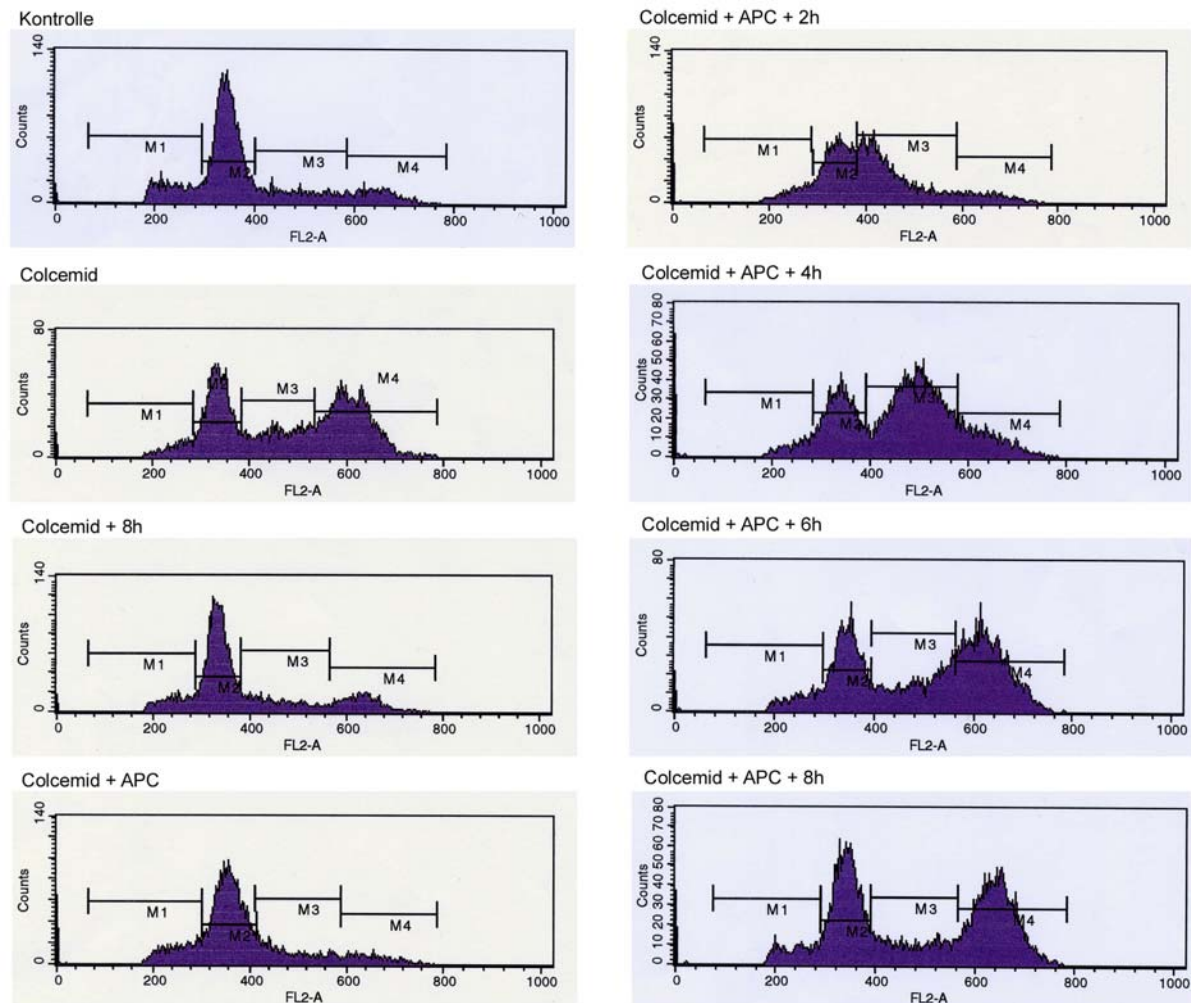 Kontrolle
140
Counts
0
M1
M2
M3
M4
0 200 400 600 800 1000
FL2-A
Colcemid
80
Counts
0
M1
M2
M3
M4
0 200 400 600 800 1000
FL2-A
Colcemid + 8h
140
Counts
0
M1
M2
M3
M4
0 200 400 600 800 1000
FL2-A
Colcemid + APC
140
Counts
0
M1
M2
M3
M4
0 200 400 600 800 1000
FL2-A
Colcemid + APC + 2h
140
Counts
0
M1
M2
M3
M4
0 200 400 600 800 1000
FL2-A
Colcemid + APC + 4h
0 10 20 30 40 50 60 70 80
Counts
M1
M2
M3
M4
0 200 400 600 800 1000
FL2-A
Colcemid + APC + 6h
80
Counts
0
M1
M2
M3
M4
0 200 400 600 800 1000
FL2-A
Colcemid + APC + 8h
0 10 20 30 40 50 60 70 80
Counts
M1
M2
M3
M4
0 200 400 600 800 1000
FL2-A